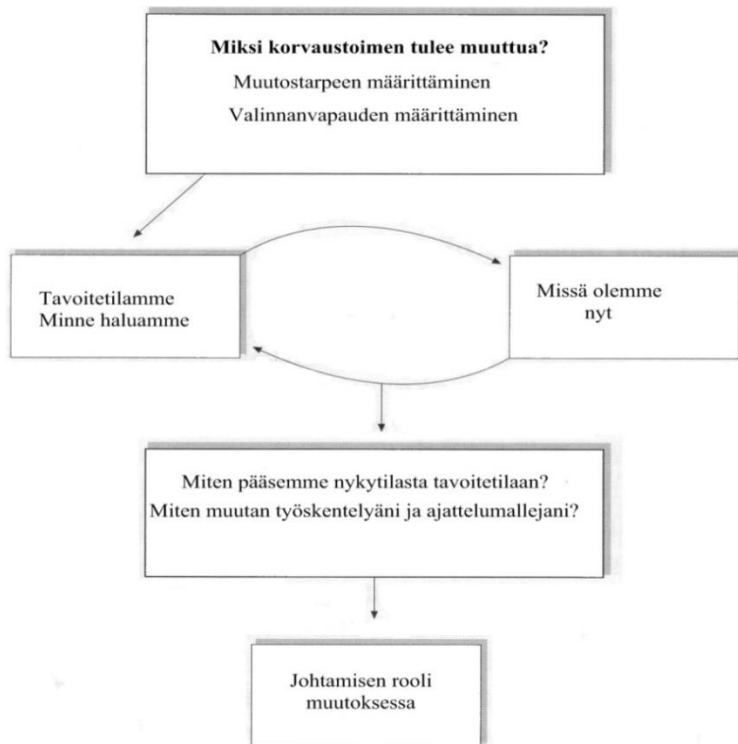 Miksi korvaustoimen tulee muuttua?
Muutostarpeen määrittäminen
Valinnanvapauden määrittäminen
Tavoitetilamme
Minne haluamme
Missä olemme
nyt
Miten pääsemme nykytilasta tavoitetilaan?
Miten muutan työskentelyäni ja ajattelumallejani?
Johtamisen rooli
muutoksessa